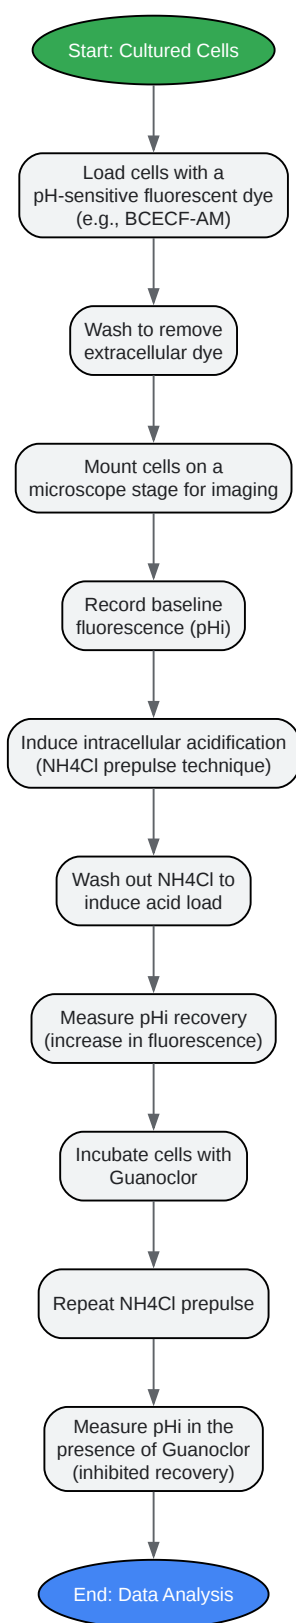 Start: Cultured Cells
Load cells with a
pH-sensitive fluorescent dye
(e.g., BCECF-AM)
Wash to remove
extracellular dye
Mount cells on a
microscope stage for imaging
Record baseline
fluorescence (pHi)
Induce intracellular acidification
(NH4Cl prepulse technique)
Wash out NH4Cl to
induce acid load
Measure pHi recovery
(increase in fluorescence)
Incubate cells with
Guanoclor
Repeat NH4Cl prepulse
Measure pHi in the
presence of Guanoclor
(inhibited recovery)
End: Data Analysis